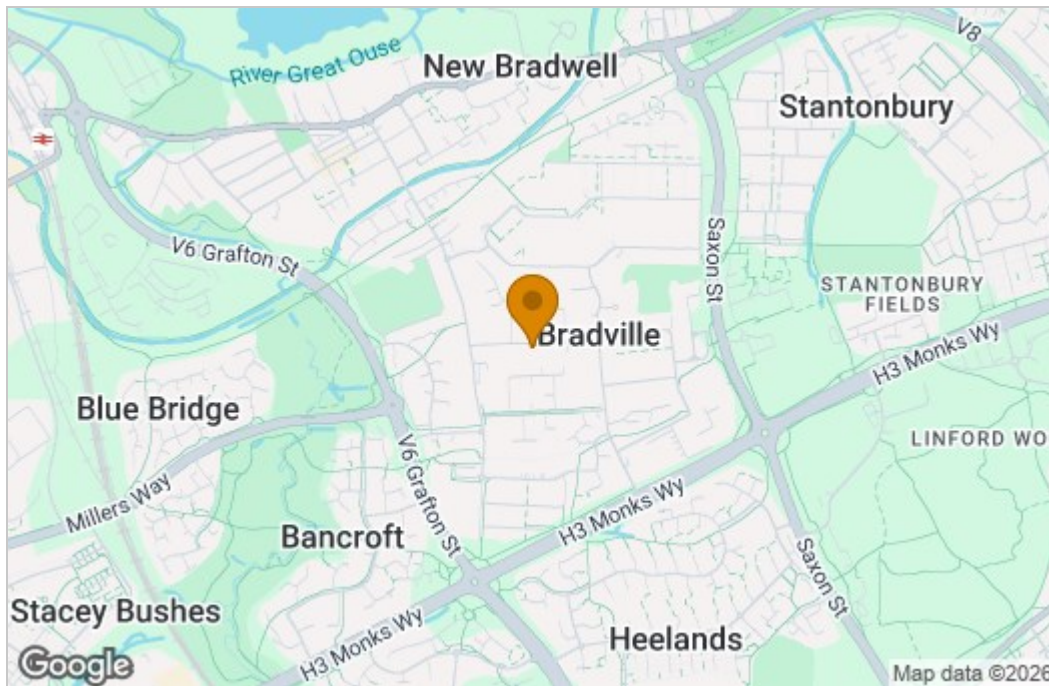 River Great Ouse
New Bradwell
V8
Stantonbury
V6 Grafton St
Saxon St
STANTONBURY
FIELDS
Bradville
H3 Monks Wy
Blue Bridge
LINFORD WO
Millers Way
V6 Grafton St
H3 Monks Wy
Bancroft
Saxon St
Stacey Bushes
H3 Monks Wy
Heelands
Google
Map data ©2026